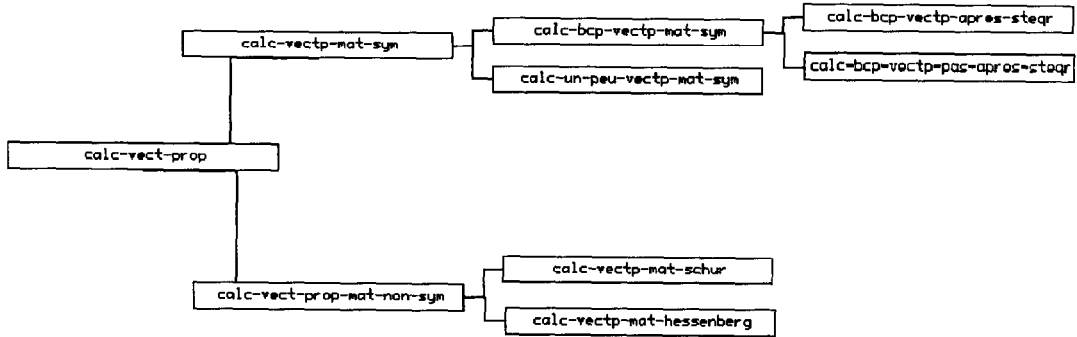 calc-bcp-vectp-apres-steqr
calc-vectp-mat-sym
calc-bcp-vectp-mat-sym
calc-bcp-vectp-pas-apres-steqr
calc-un-peu-vectp-mat-sym
calc-vect-prop
calc-vectp-mat-schur
calc-vect-prop-mat-non-sym
calc-vectp-mat-hessenberg